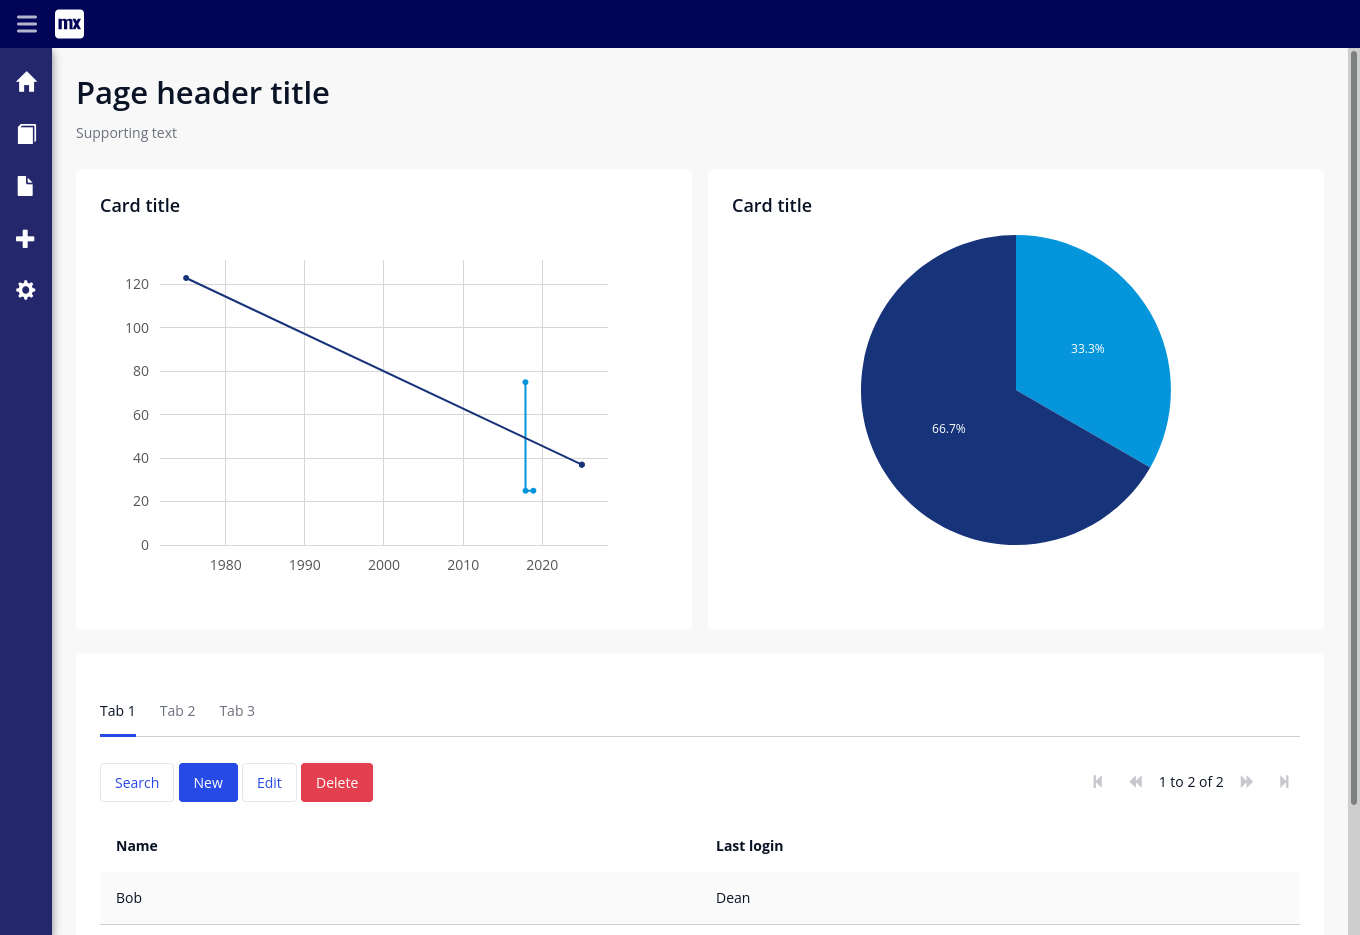 mx
Page header title
Supporting text
Card title
120
100
80
60
40
20
0
1980 1990 2000 2010 2020
Card title
33.3%
66.7%
Tab 1 Tab 2 Tab 3
Search New Edit Delete 1 to 2 of 2
Name Last login
Bob Dean